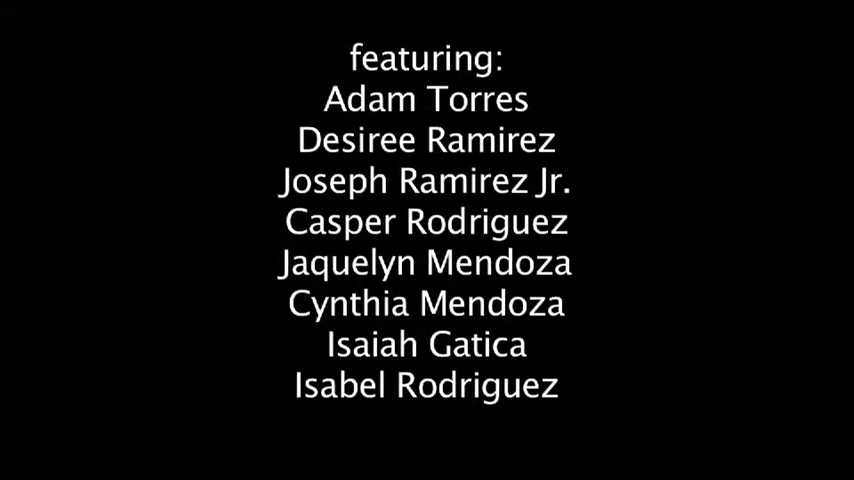 featuring:
Adam Torres
Desiree Ramirez
Joseph Ramirez Jr.
Casper Rodriguez
Jaquelyn Mendoza
Cynthia Mendoza
Isaiah Gatica
Isabel Rodriguez